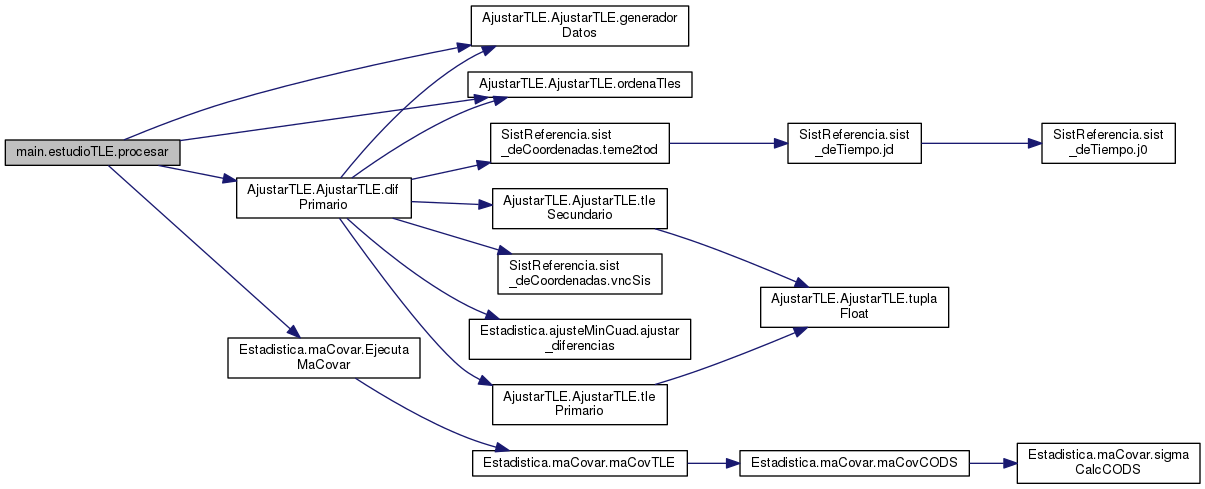 AjustarTLE.AjustarTLE.generador
Datos
AjustarTLE.AjustarTLE.ordenaTles
SistReferencia.sist
_deCoordenadas.teme2tod
SistReferencia.sist
_deTiempo.jd
SistReferencia.sist
_deTiempo.j0
main.estudioTLE.procesar
AjustarTLE.AjustarTLE.dif
Primario
AjustarTLE.AjustarTLE.tle
Secundario
SistReferencia.sist
_deCoordenadas.vncSis
AjustarTLE.AjustarTLE.tupla
Float
Estadistica.ajusteMinCuad.ajustar
_diferencias
Estadistica.maCovar.Ejecuta
MaCovar
AjustarTLE.AjustarTLE.tle
Primario
Estadistica.maCovar.maCovTLE
Estadistica.maCovar.maCovCODS
Estadistica.maCovar.sigma
CalcCODS